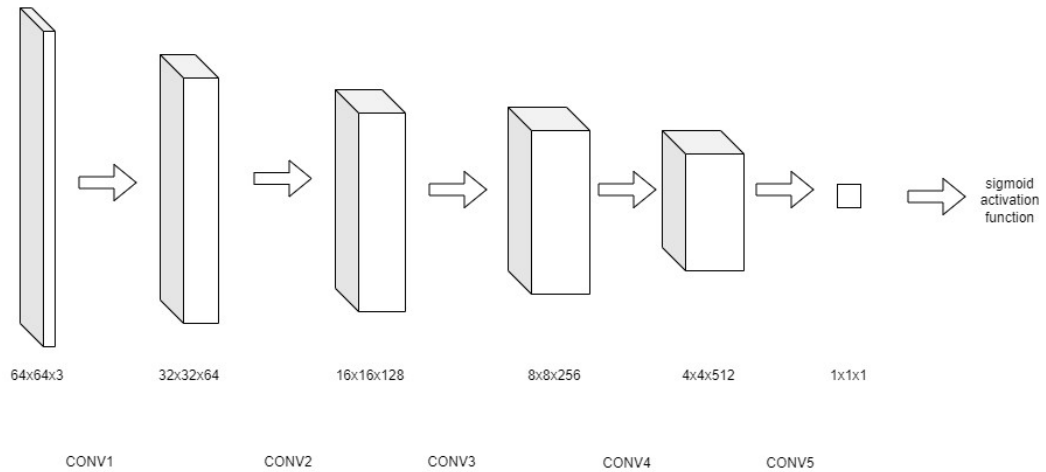 sigmoid
activation
function
64x64x3
32x32x64
16x16x128
8x8x256
4x4x512
1x1x1
CONV1
CONV2
CONV3
CONV4
CONV5